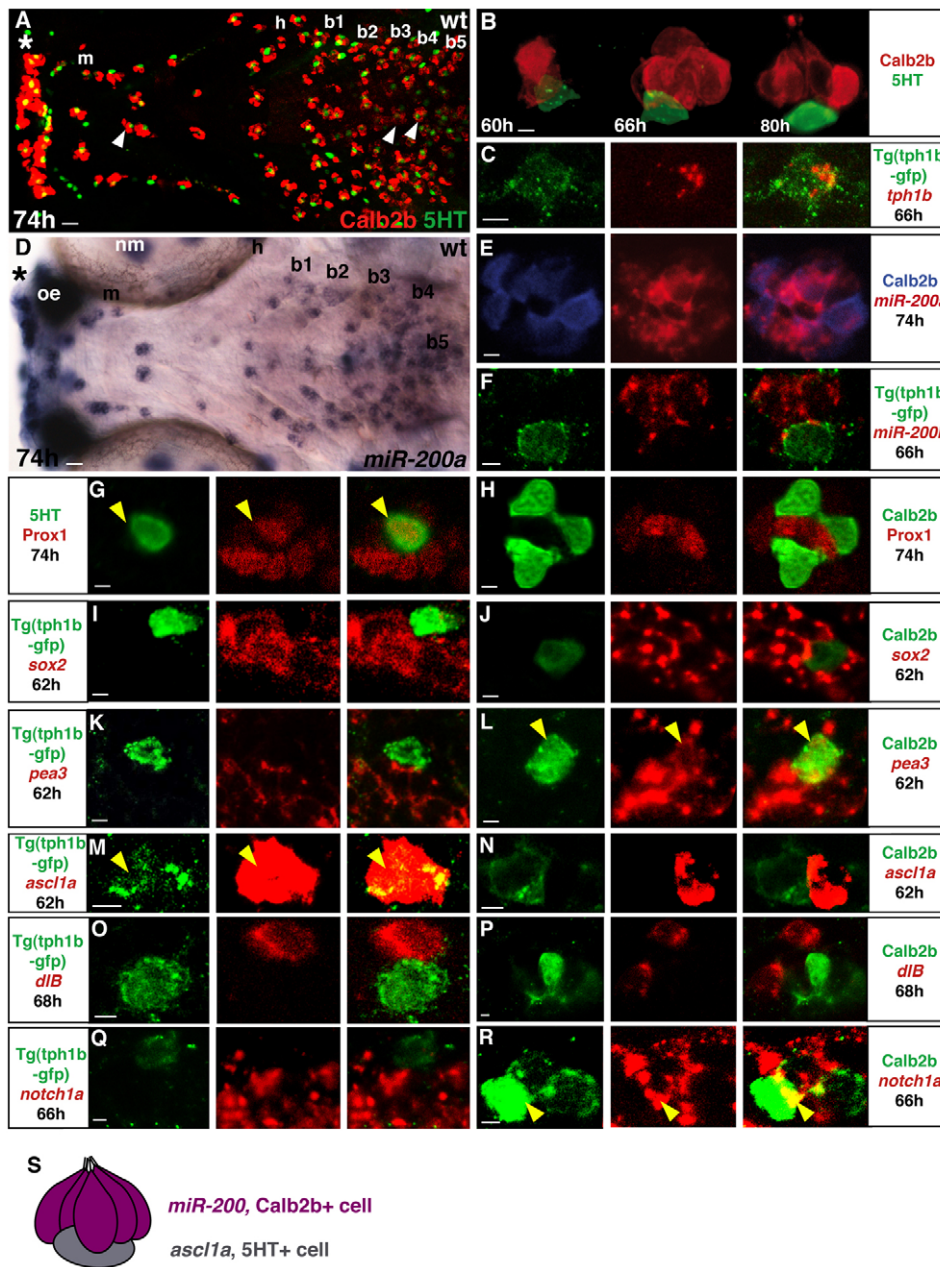 A
*
m
h
b1
b2
b3
b4
b5
wt
74h
Calb2b 5HT
B
60h
66h
80h
Calb2b
5HT
C
Tg(tph1b
-gfp)
tph1b
66h
D
*
oe
nm
m
h
b1
b2
b3
b4
b5
wt
74h
miR-200a
E
Calb2b
miR-200a
74h
F
Tg(tph1b
-gfp)
66h
5HT
Prox1
74h
G
H
Calb2b
Prox1
74h
Tg(tph1b
-gfp)
sox2
62h
I
J
Calb2b
sox2
62h
Tg(tph1b
-gfp)
pea3
62h
K
L
Calb2b
pea3
62h
Tg(tph1b
-gfp)
ascl1a
62h
M
N
Calb2b
ascl1a
62h
Tg(tph1b
-gfp)
dlB
68h
O
P
Calb2b
dlB
68h
Tg(tph1b
-gfp)
notch1a
66h
Q
R
Calb2b
notch1a
66h
S
miR-200, Calb2b+ cell
ascl1a, 5HT+ cell